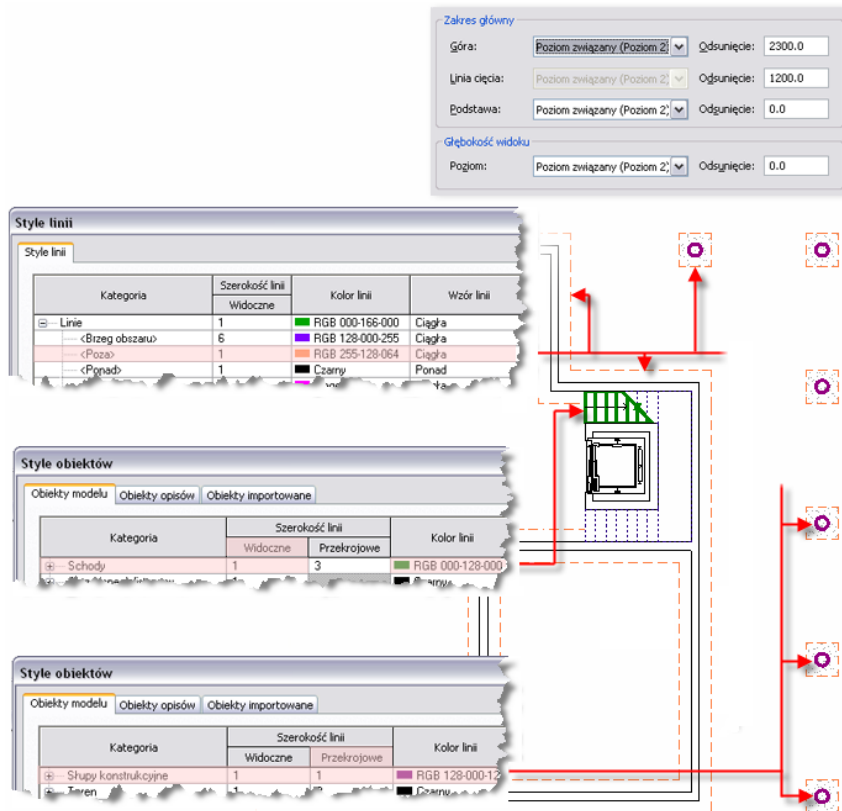 Zakres główny
Góra: Poziom związany (Poziom 2) Odsunięcie: 2300.0
Linia cięcia: Poziom związany (Poziom 2) Odsunięcie: 1200.0
Podstawa: Poziom związany (Poziom 2) Odsunięcie: 0.0
Głębokość widoku
Poziom: Poziom związany (Poziom 2) Odsunięcie: 0.0
Style linii
Style linii
Kategoria Szerokość linii Kolor linii Wzór linii
Widoczne
Linie 1 RGB 000-166-000 Ciągła
<Brzeg obszaru> 6 RGB 128-000-255 Ciągła
<Poza> 1 RGB 255-128-064 Ciągła
<Ponad> 1 Czarny Ponad
Style obiektów
Obiekty modelu Obiekty opisów Obiekty importowane
Kategoria Szerokość linii Kolor linii
Widoczne Przekrojowe
Schody 1 3 RGB 000-128-000
Czarny
Style obiektów
Obiekty modelu Obiekty opisów Obiekty importowane
Kategoria Szerokość linii Kolor linii
Widoczne Przekrojowe
Słupy konstrukcyjne 1 1 RGB 128-000-12
Teren Czarny